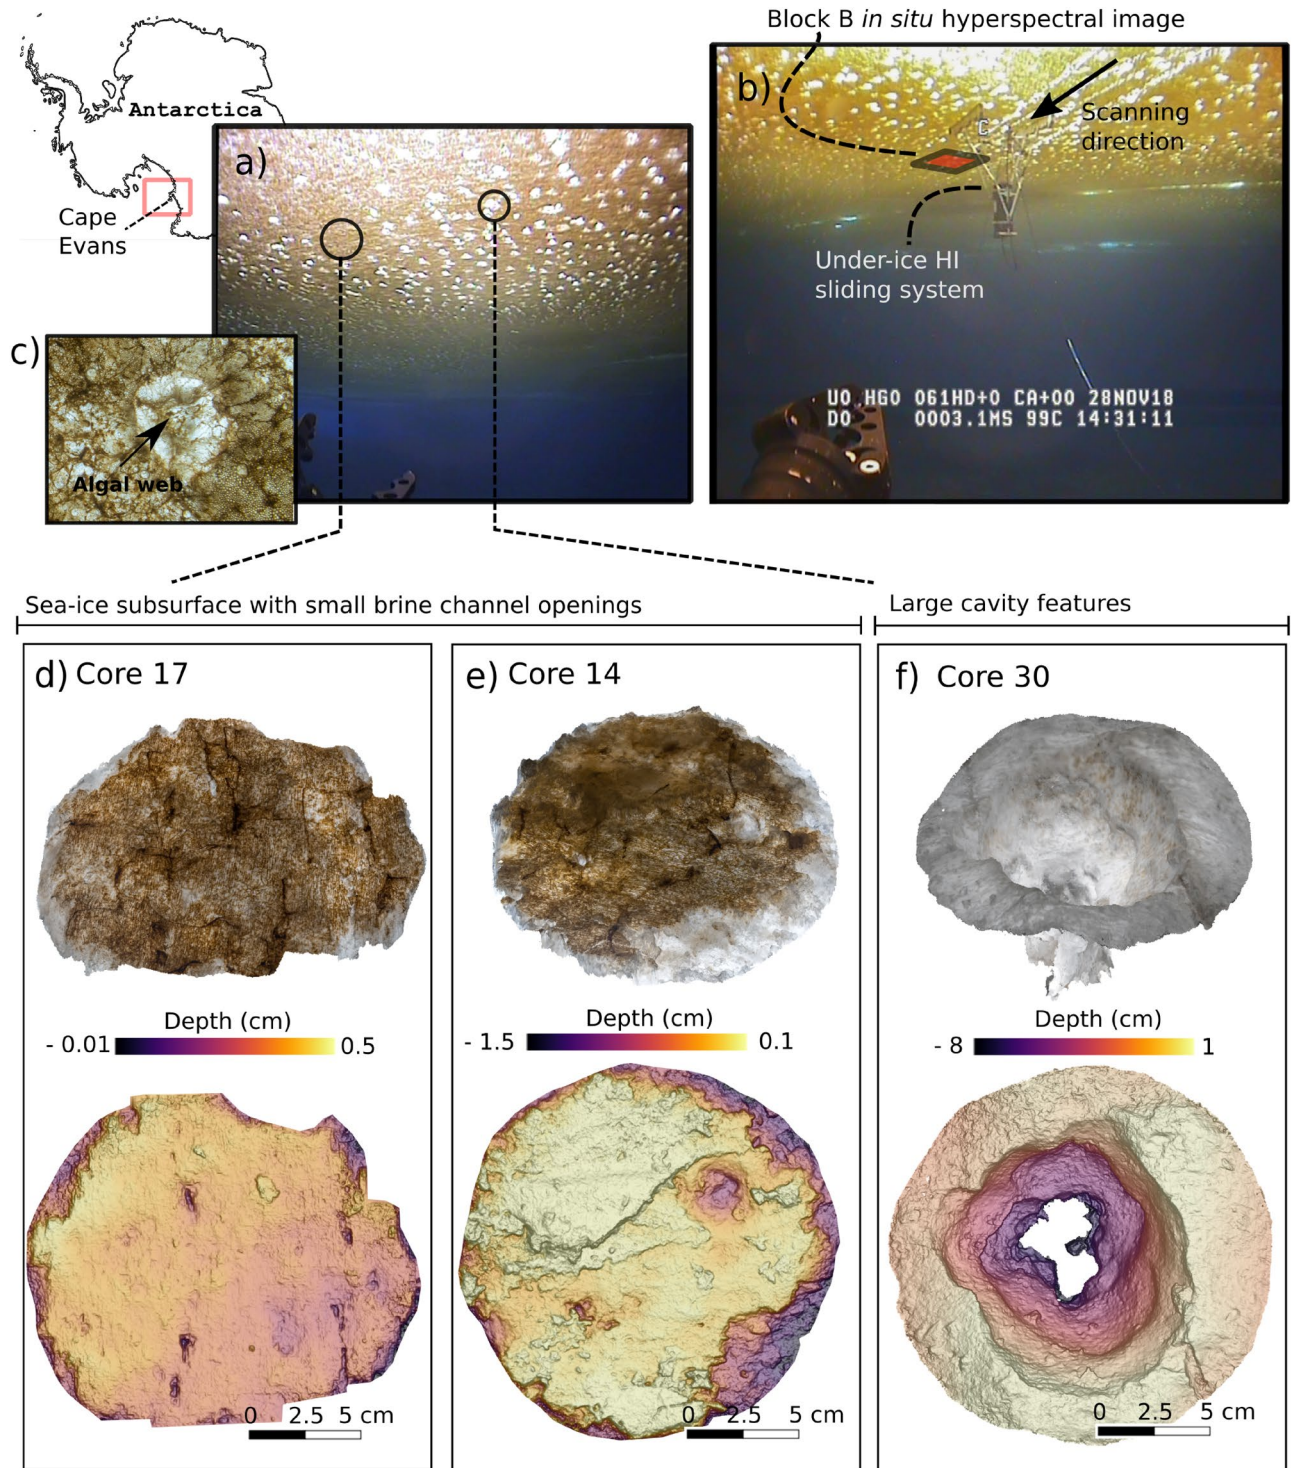 Block B in situ hyperspectral image
Antarctica
a)
b)
C
Scanning
direction
Cape
Evans
Under-ice HI
sliding system
c)
Algal web
UO HGO 061HD+0 CA+00 28NOV18
DO 0003.1MS 99C 14:31:11
Sea-ice subsurface with small brine channel openings
Large cavity features
d) Core 17
e) Core 14
f) Core 30
Depth (cm)
- 0.01
0.5
Depth (cm)
- 1.5
0.1
Depth (cm)
- 8
1
0 2.5 5 cm
0 2.5 5 cm
0 2.5 5 cm